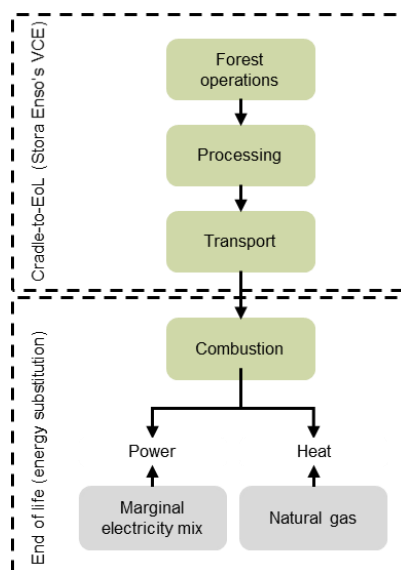 Cradle-to-EoL (Stora Enso's VCE)
Forest
operations
Processing
Transport
End of life (energy substitution)
Combustion
Power
Heat
Marginal
electricity mix
Natural gas